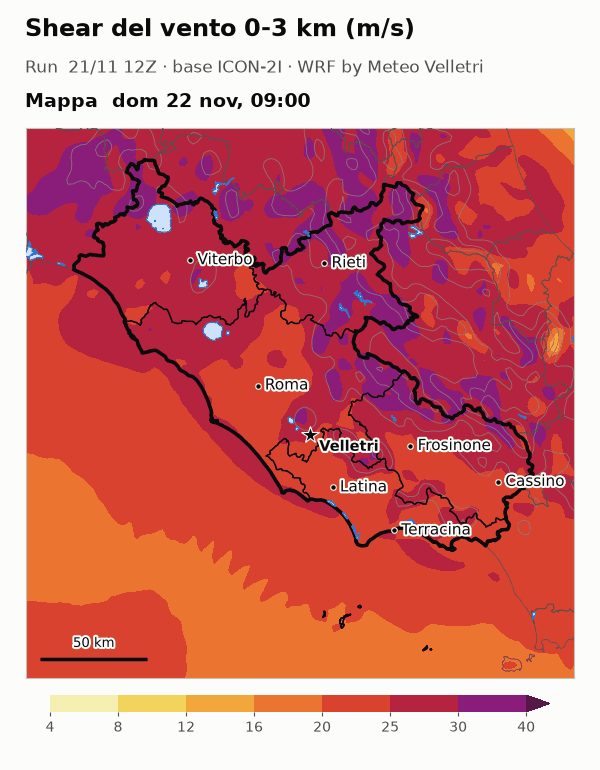 Shear del vento 0-3 km (m/s)
Run  21/11 12Z · base ICON-2I · WRF by Meteo Velletri
Mappa  dom 22 nov, 09:00
Viterbo
Rieti
Roma
Velletri
Frosinone
Latina
Cassino
Terracina
50 km
4 8 12 16 20 25 30 40